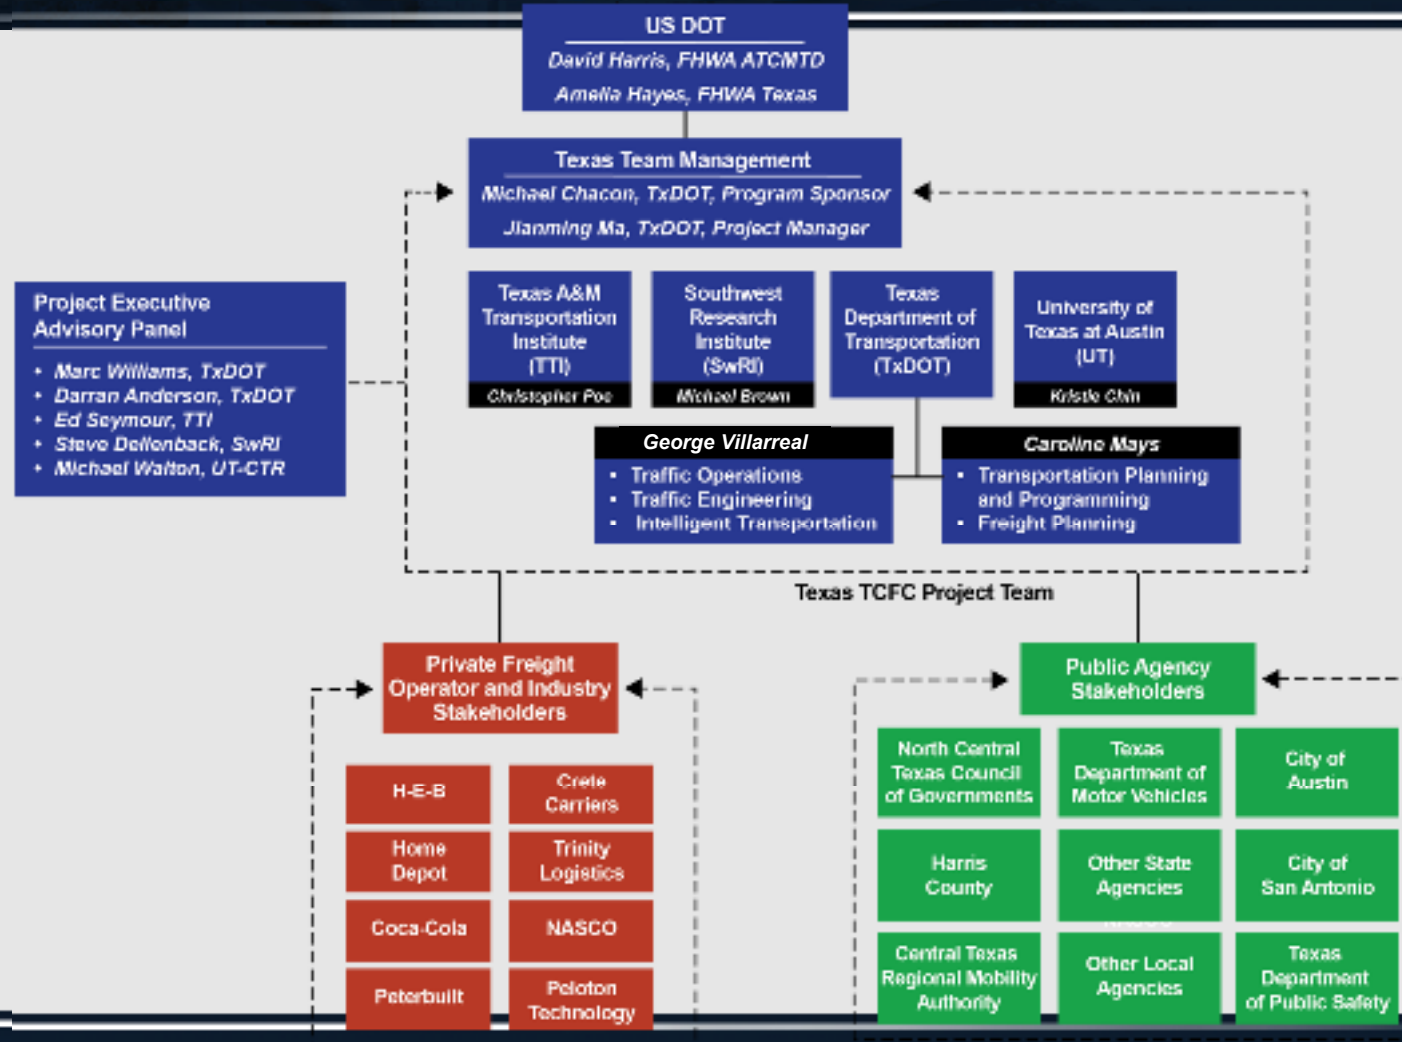 US DOT
David Harris, FHWA ATCMTD
Amelia Hayes, FHWA Texas
Texas Team Management
Michael Chacon, TxDOT, Program Sponsor
Jianming Ma, TxDOT, Project Manager
Project Executive
Advisory Panel
• Marc Williams, TxDOT
• Darran Anderson, TxDOT
• Ed Seymour, TTI
• Steve Dellenback, SwRI
• Michael Walton, UT-CTR
Texas A&M
Transportation
Institute
(TTI)
Christopher Poe
Southwest
Research
Institute
(SwRI)
Michael Brown
Texas
Department of
Transportation
(TxDOT)
University of
Texas at Austin
(UT)
Kristie Chin
George Villarreal
▪ Traffic Operations
▪ Traffic Engineering
▪ Intelligent Transportation
Caroline Mays
▪ Transportation Planning
and Programming
▪ Freight Planning
Texas TCFC Project Team
Private Freight
Operator and Industry
Stakeholders
H-E-B
Crete
Carriers
Home
Depot
Trinity
Logistics
Coca-Cola
NASCO
Peterbuilt
Peloton
Technology
Public Agency
Stakeholders
North Central
Texas Council
of Governments
Texas
Department of
Motor Vehicles
City of
Austin
Harris
County
Other State
Agencies
City of
San Antonio
Central Texas
Regional Mobility
Authority
Other Local
Agencies
Texas
Department
of Public Safety